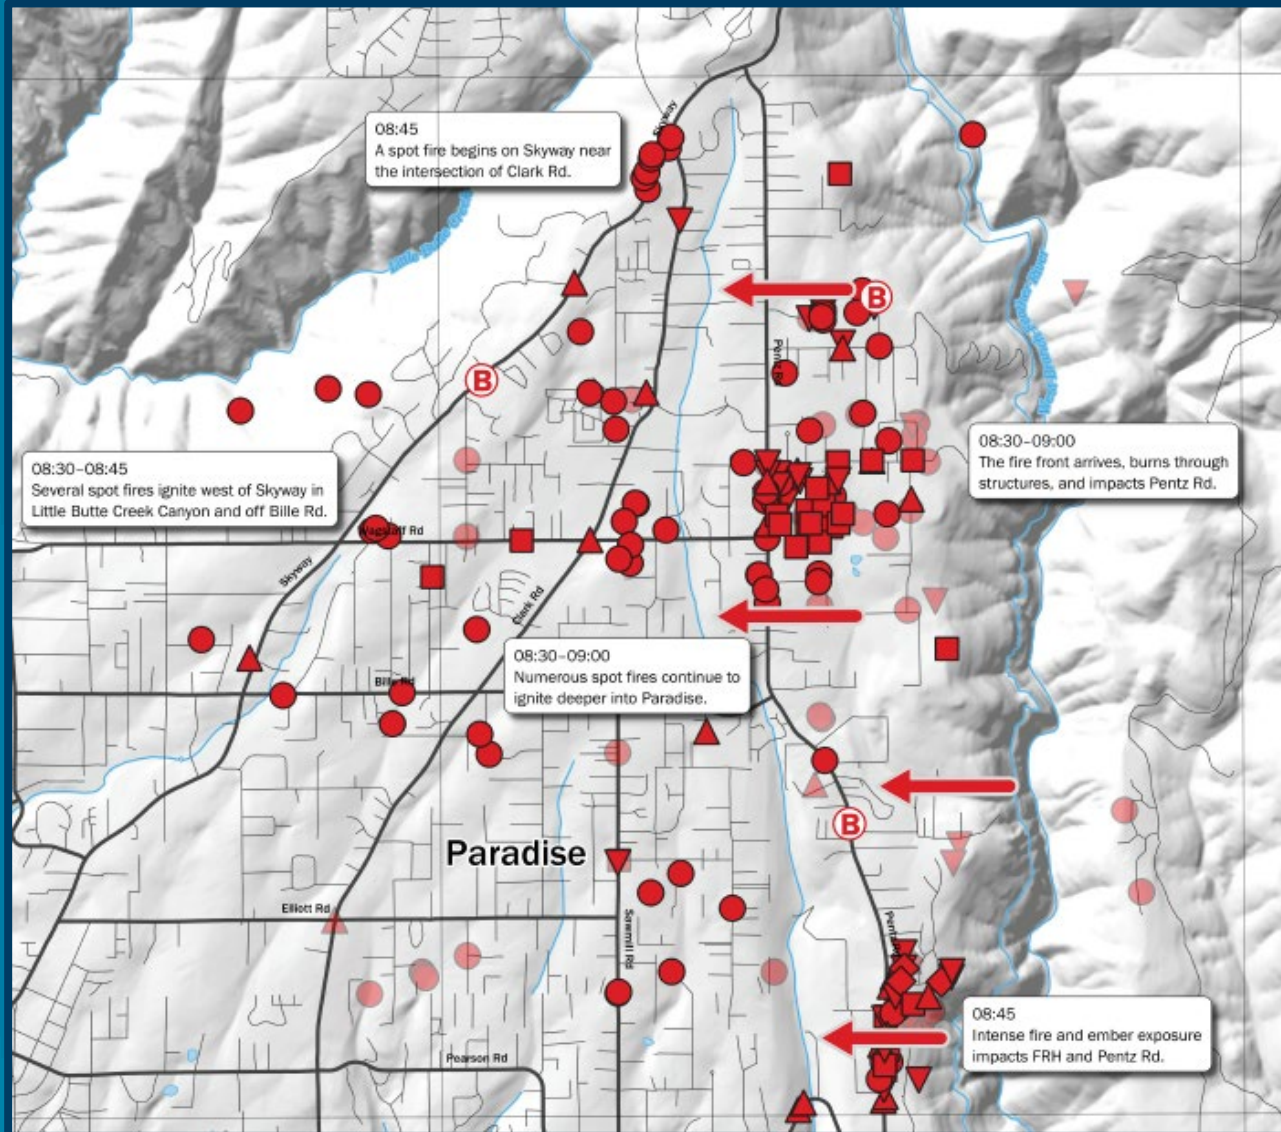 Skyway
08:45
A spot fire begins on Skyway near
the intersection of Clark Rd.
B
B
Pentz Rd
08:30–09:00
The fire front arrives, burns through
structures, and impacts Pentz Rd.
08:30–08:45
Several spot fires ignite west of Skyway in
Little Butte Creek Canyon and off Bille Rd.
Wagstaff Rd
Skyway
Clark Rd
08:30–09:00
Numerous spot fires continue to
ignite deeper into Paradise.
Bille Rd
B
Paradise
Elliott Rd
Sawmill Rd
08:45
Intense fire and ember exposure
impacts FRH and Pentz Rd.
Pearson Rd